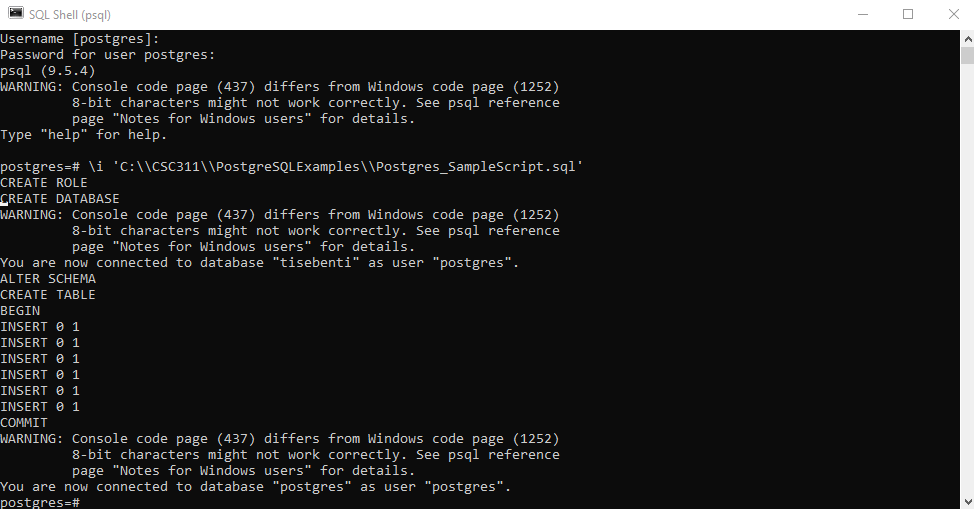 SQL Shell (psql)
Username [postgres]:
Password for user postgres:
psql (9.5.4)
WARNING: Console code page (437) differs from Windows code page (1252)
         8-bit characters might not work correctly. See psql reference
         page "Notes for Windows users" for details.
Type "help" for help.

postgres=# \i 'C:\\CSC311\\PostgreSQLExamples\\Postgres_SampleScript.sql'
CREATE ROLE
CREATE DATABASE
WARNING: Console code page (437) differs from Windows code page (1252)
         8-bit characters might not work correctly. See psql reference
         page "Notes for Windows users" for details.
You are now connected to database "tisebenti" as user "postgres".
ALTER SCHEMA
CREATE TABLE
BEGIN
INSERT 0 1
INSERT 0 1
INSERT 0 1
INSERT 0 1
INSERT 0 1
INSERT 0 1
COMMIT
WARNING: Console code page (437) differs from Windows code page (1252)
         8-bit characters might not work correctly. See psql reference
         page "Notes for Windows users" for details.
You are now connected to database "postgres" as user "postgres".
postgres=#